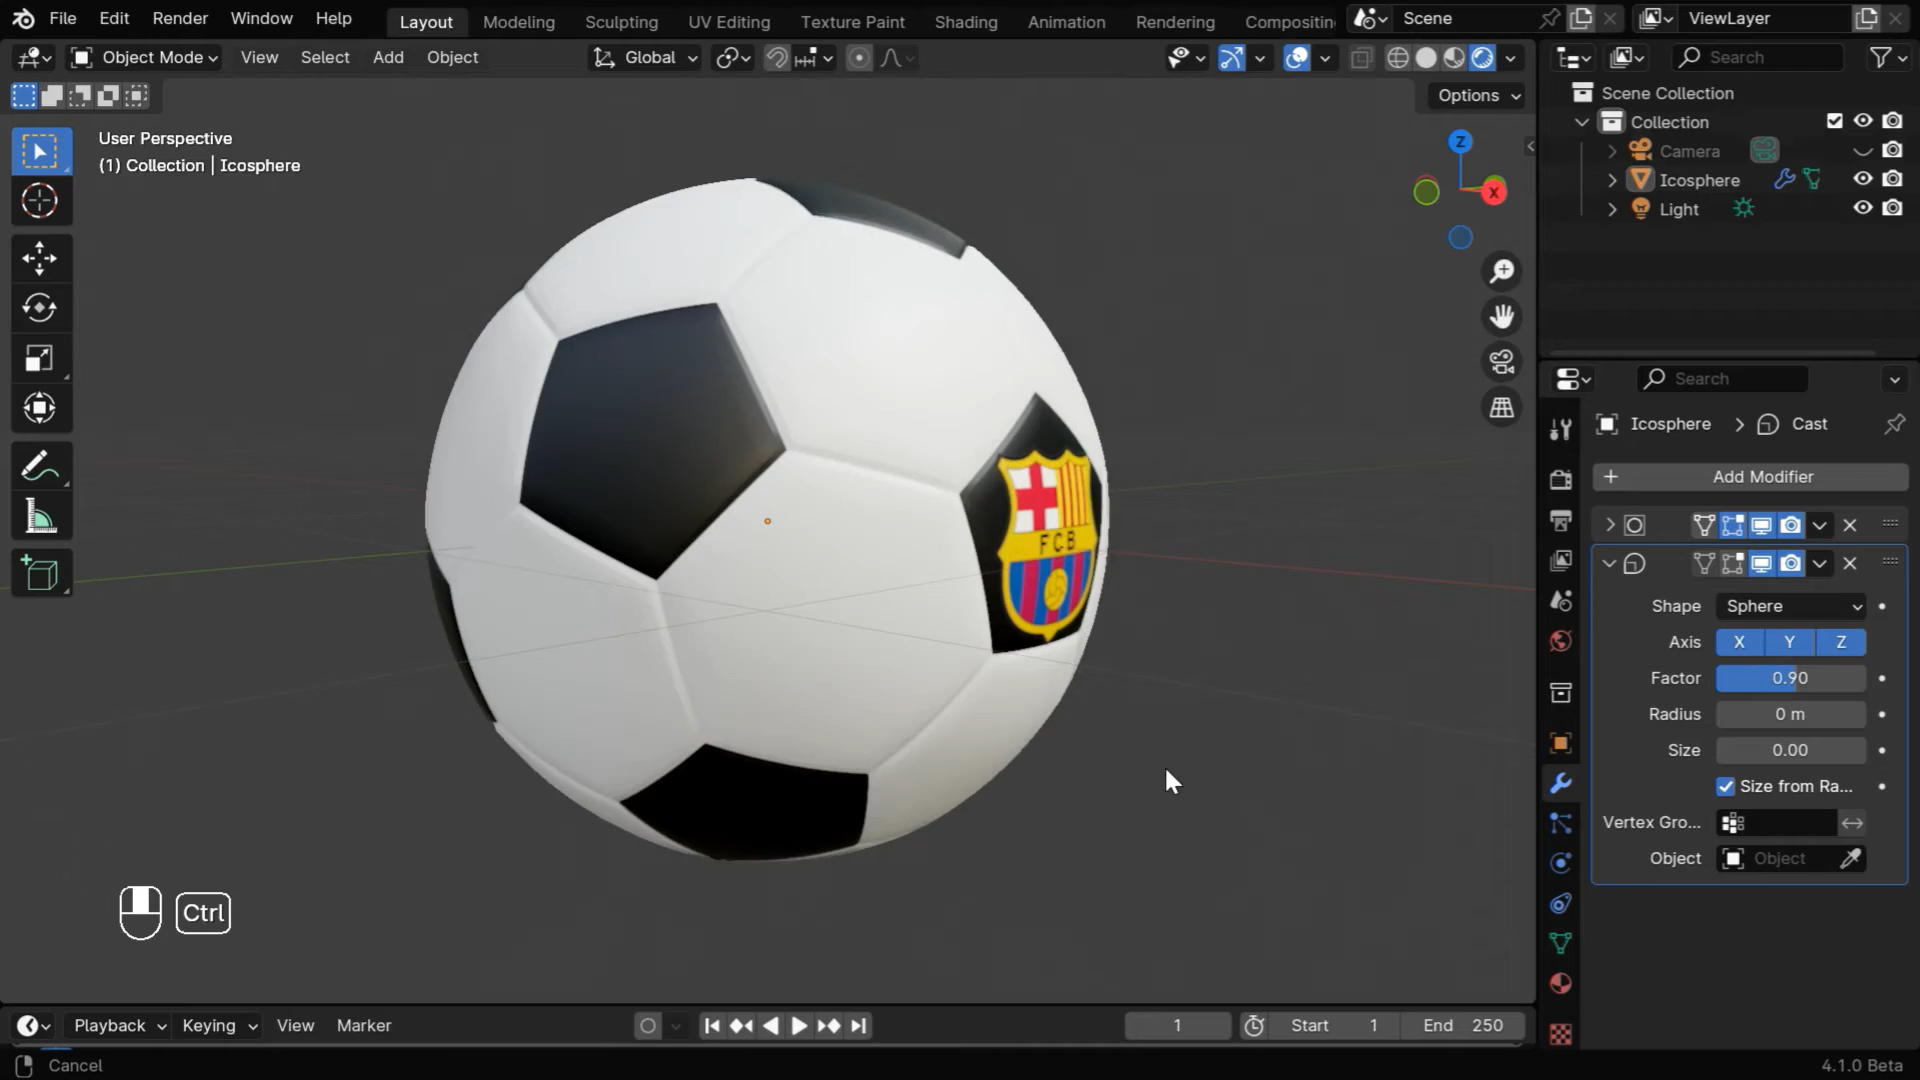 File Edit Render Window Help Layout Modeling Sculpting UV Editing Texture Paint Shading Animation Rendering Compositin Scene ViewLayer
Object Mode View Select Add Object Global
Options
User Perspective
(1) Collection | Icosphere
Z
X
FCB
Ctrl
Search
Scene Collection
Collection
Camera
Icosphere
Light
Search
Icosphere > Cast
+ Add Modifier
Shape Sphere
Axis X Y Z
Factor 0.90
Radius 0 m
Size 0.00
Size from Ra...
Vertex Gro...
Object Object
Playback Keying View Marker 1 Start 1 End 250
Cancel 4.1.0 Beta